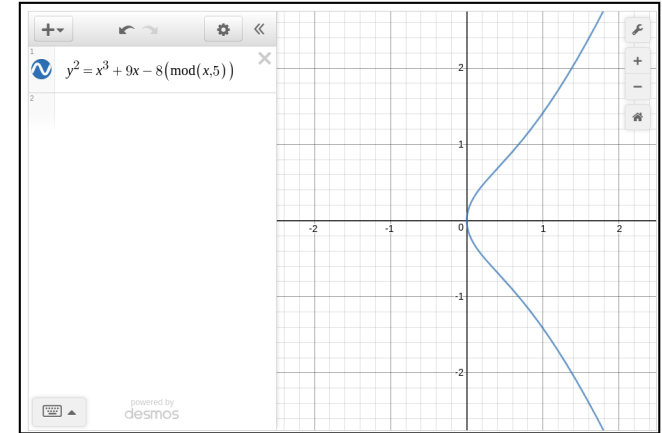 1
y² = x³ + 9x − 8(mod(x,5))
2
powered by
desmos
2
1
-2 -1 0 1 2
-1
-2